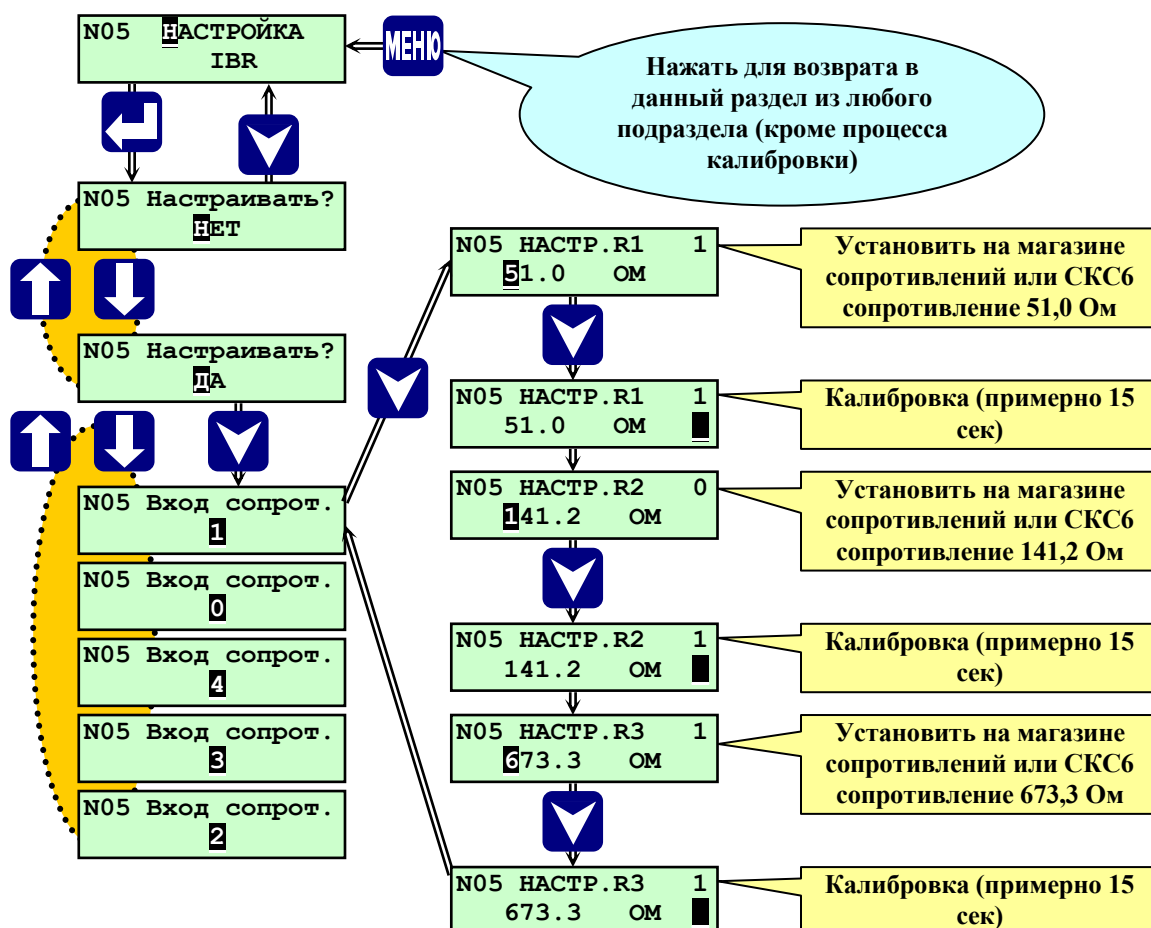 N05 НАСТРОЙКА
IBR
МЕНЮ
Нажать для возврата в
данный раздел из любого
подраздела (кроме процесса
калибровки)
N05 Настраивать?
НЕТ
N05 Настраивать?
ДА
N05 Вход сопрот.
1
N05 Вход сопрот.
0
N05 Вход сопрот.
4
N05 Вход сопрот.
3
N05 Вход сопрот.
2
N05 НАСТР.R1 1
51.0 ОМ
Установить на магазине
сопротивлений или СКС6
сопротивление 51,0 Ом
N05 НАСТР.R1 1
51.0 ОМ
Калибровка (примерно 15
сек)
N05 НАСТР.R2 0
141.2 ОМ
Установить на магазине
сопротивлений или СКС6
сопротивление 141,2 Ом
N05 НАСТР.R2 1
141.2 ОМ
Калибровка (примерно 15
сек)
N05 НАСТР.R3 1
673.3 ОМ
Установить на магазине
сопротивлений или СКС6
сопротивление 673,3 Ом
N05 НАСТР.R3 1
673.3 ОМ
Калибровка (примерно 15
сек)